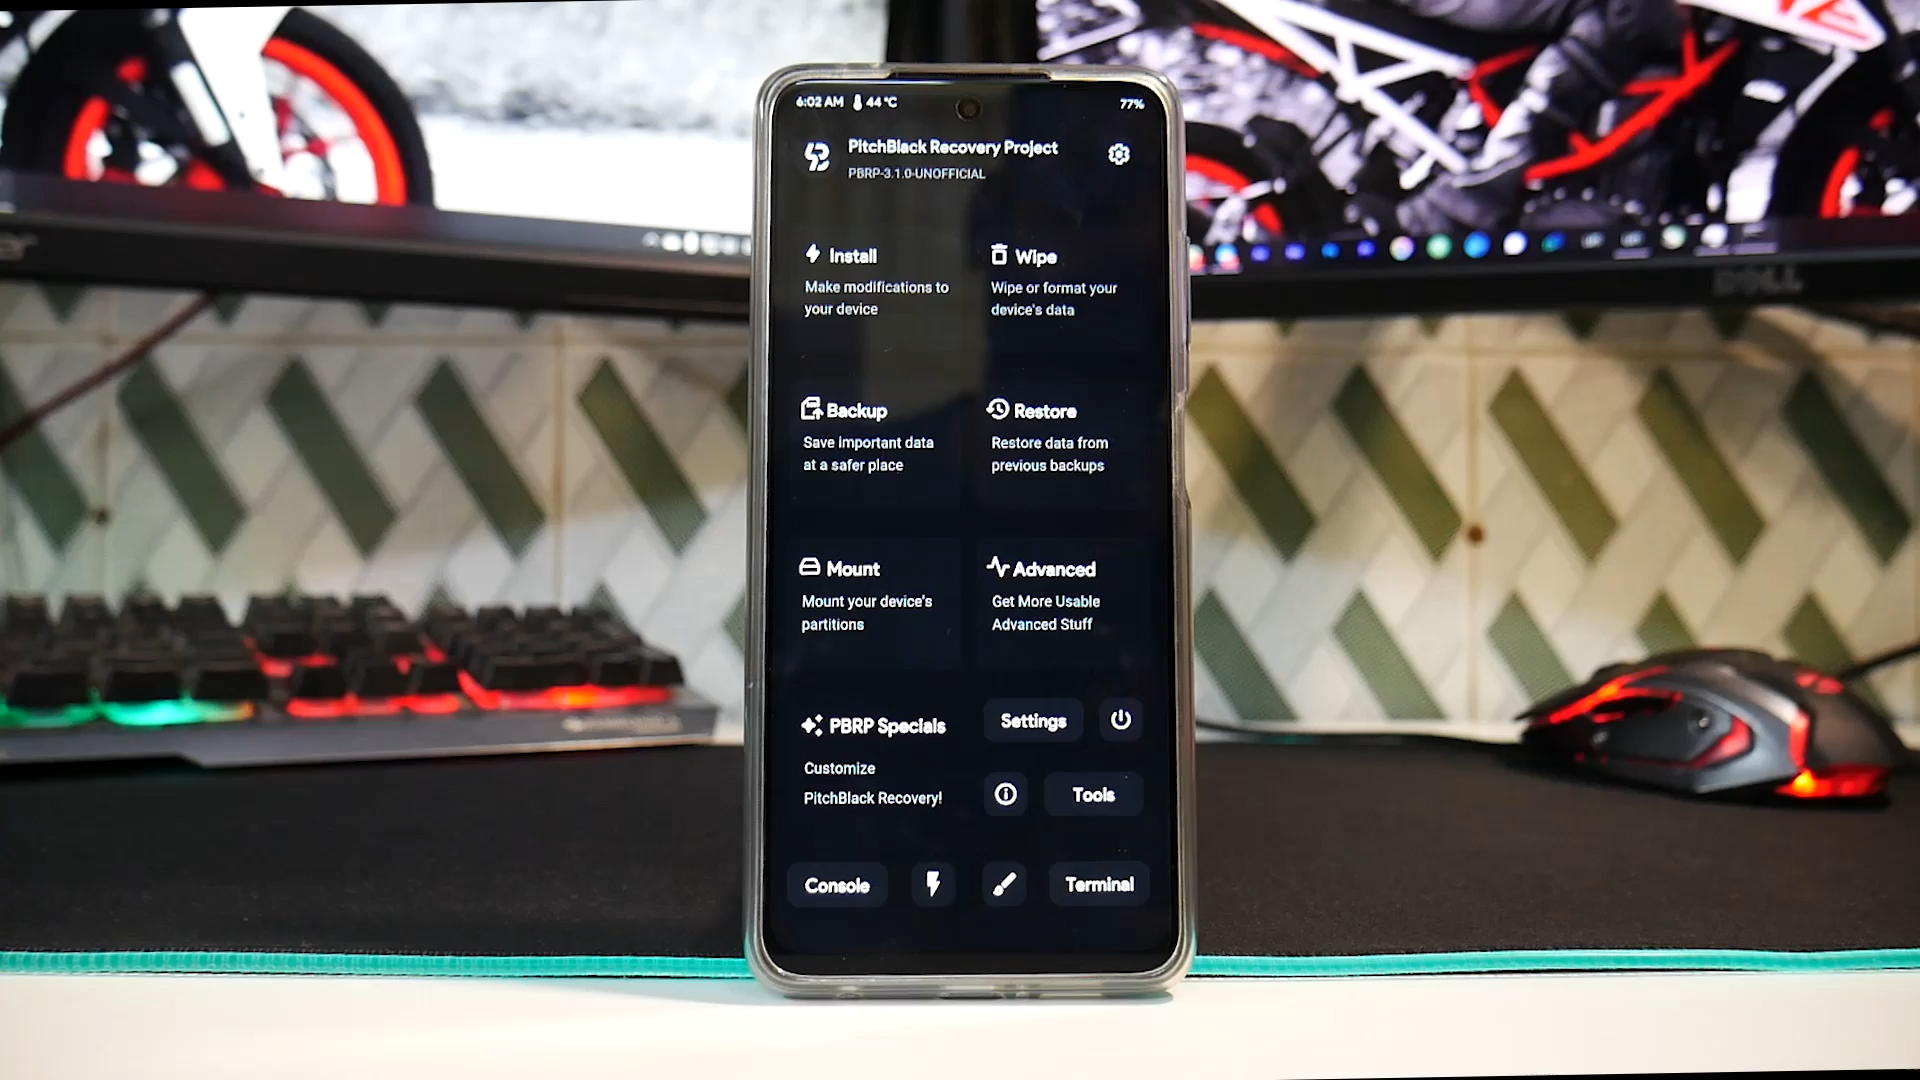 6:02 AM 44 °C 77%
PitchBlack Recovery Project
PBRP-3.1.0-UNOFFICIAL
Install
Make modifications to
your device
Wipe
Wipe or format your
device's data
Backup
Save important data
at a safer place
Restore
Restore data from
previous backups
Mount
Mount your device's
partitions
Advanced
Get More Usable
Advanced Stuff
PBRP Specials
Customize
PitchBlack Recovery!
Settings
Tools
Console
Terminal
DELL